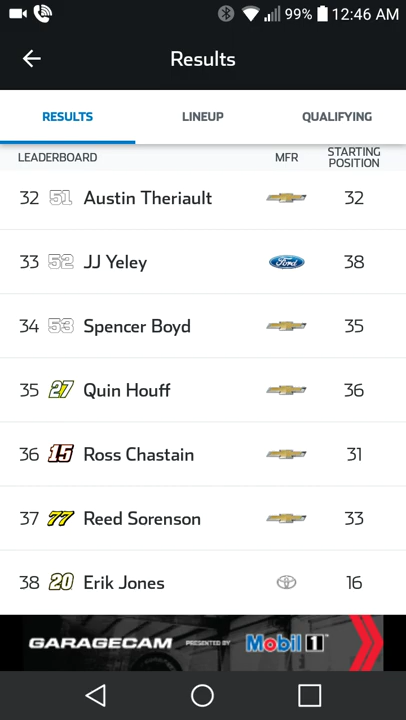 99% 12:46 AM
Results
RESULTS LINEUP QUALIFYING
LEADERBOARD MFR STARTING POSITION
32 51 Austin Theriault 32
33 52 JJ Yeley Ford 38
34 53 Spencer Boyd 35
35 27 Quin Houff 36
36 15 Ross Chastain 31
37 77 Reed Sorenson 33
38 20 Erik Jones 16
GARAGECAM PRESENTED BY Mobil 1